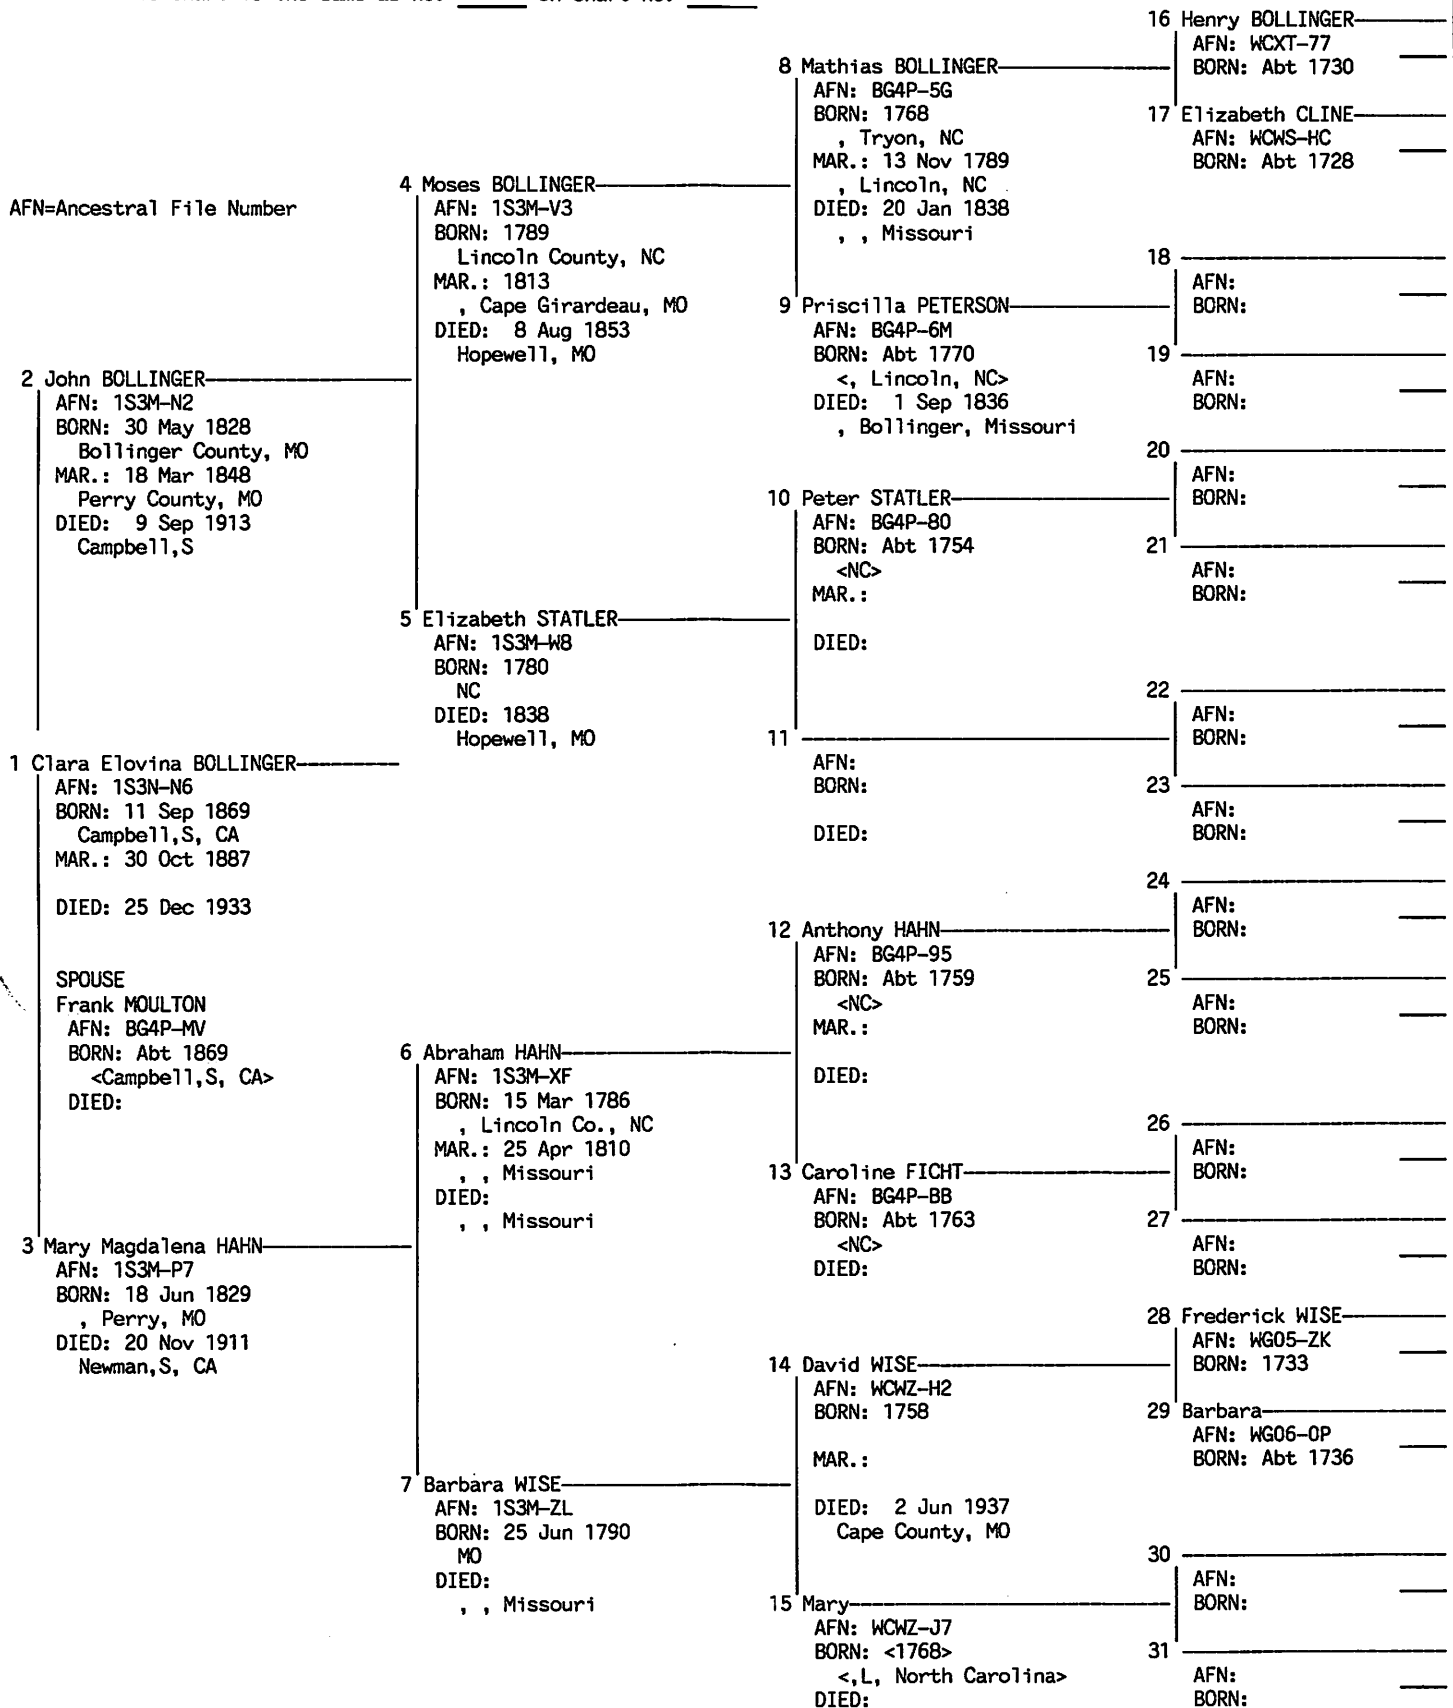 16 Henry BOLLINGER
AFN: WCXT-77
BORN: Abt 1730
8 Mathias BOLLINGER
AFN: BG4P-5G
BORN: 1768
, Tryon, NC
MAR.: 13 Nov 1789
, Lincoln, NC
DIED: 20 Jan 1838
, , Missouri
17 Elizabeth CLINE
AFN: WCWS-HC
BORN: Abt 1728
4 Moses BOLLINGER
AFN: 1S3M-V3
BORN: 1789
Lincoln County, NC
MAR.: 1813
, Cape Girardeau, MO
DIED: 8 Aug 1853
Hopewell, MO
AFN=Ancestral File Number
18
AFN:
BORN:
9 Priscilla PETERSON
AFN: BG4P-6M
BORN: Abt 1770
<, Lincoln, NC>
DIED: 1 Sep 1836
, Bollinger, Missouri
19
AFN:
BORN:
2 John BOLLINGER
AFN: 1S3M-N2
BORN: 30 May 1828
Bollinger County, MO
MAR.: 18 Mar 1848
Perry County, MO
DIED: 9 Sep 1913
Campbell,S
20
AFN:
BORN:
10 Peter STATLER
AFN: BG4P-80
BORN: Abt 1754
<NC>
MAR.:
DIED:
21
AFN:
BORN:
5 Elizabeth STATLER
AFN: 1S3M-W8
BORN: 1780
NC
DIED: 1838
Hopewell, MO
22
AFN:
BORN:
11
AFN:
BORN:
DIED:
23
AFN:
BORN:
1 Clara Elovina BOLLINGER
AFN: 1S3N-N6
BORN: 11 Sep 1869
Campbell,S, CA
MAR.: 30 Oct 1887
DIED: 25 Dec 1933
SPOUSE
Frank MOULTON
AFN: BG4P-MV
BORN: Abt 1869
<Campbell,S, CA>
DIED:
24
AFN:
BORN:
12 Anthony HAHN
AFN: BG4P-95
BORN: Abt 1759
<NC>
MAR.:
DIED:
25
AFN:
BORN:
6 Abraham HAHN
AFN: 1S3M-XF
BORN: 15 Mar 1786
, Lincoln Co., NC
MAR.: 25 Apr 1810
, , Missouri
DIED:
, , Missouri
26
AFN:
BORN:
13 Caroline FICHT
AFN: BG4P-BB
BORN: Abt 1763
<NC>
DIED:
27
AFN:
BORN:
3 Mary Magdalena HAHN
AFN: 1S3M-P7
BORN: 18 Jun 1829
, Perry, MO
DIED: 20 Nov 1911
Newman,S, CA
28 Frederick WISE
AFN: WG05-ZK
BORN: 1733
14 David WISE
AFN: WCWZ-H2
BORN: 1758
MAR.:
DIED: 2 Jun 1937
Cape County, MO
29 Barbara
AFN: WG06-0P
BORN: Abt 1736
7 Barbara WISE
AFN: 1S3M-ZL
BORN: 25 Jun 1790
MO
DIED:
, , Missouri
30
AFN:
BORN:
15 Mary
AFN: WCWZ-J7
BORN: <1768>
<,L, North Carolina>
DIED:
31
AFN:
BORN: